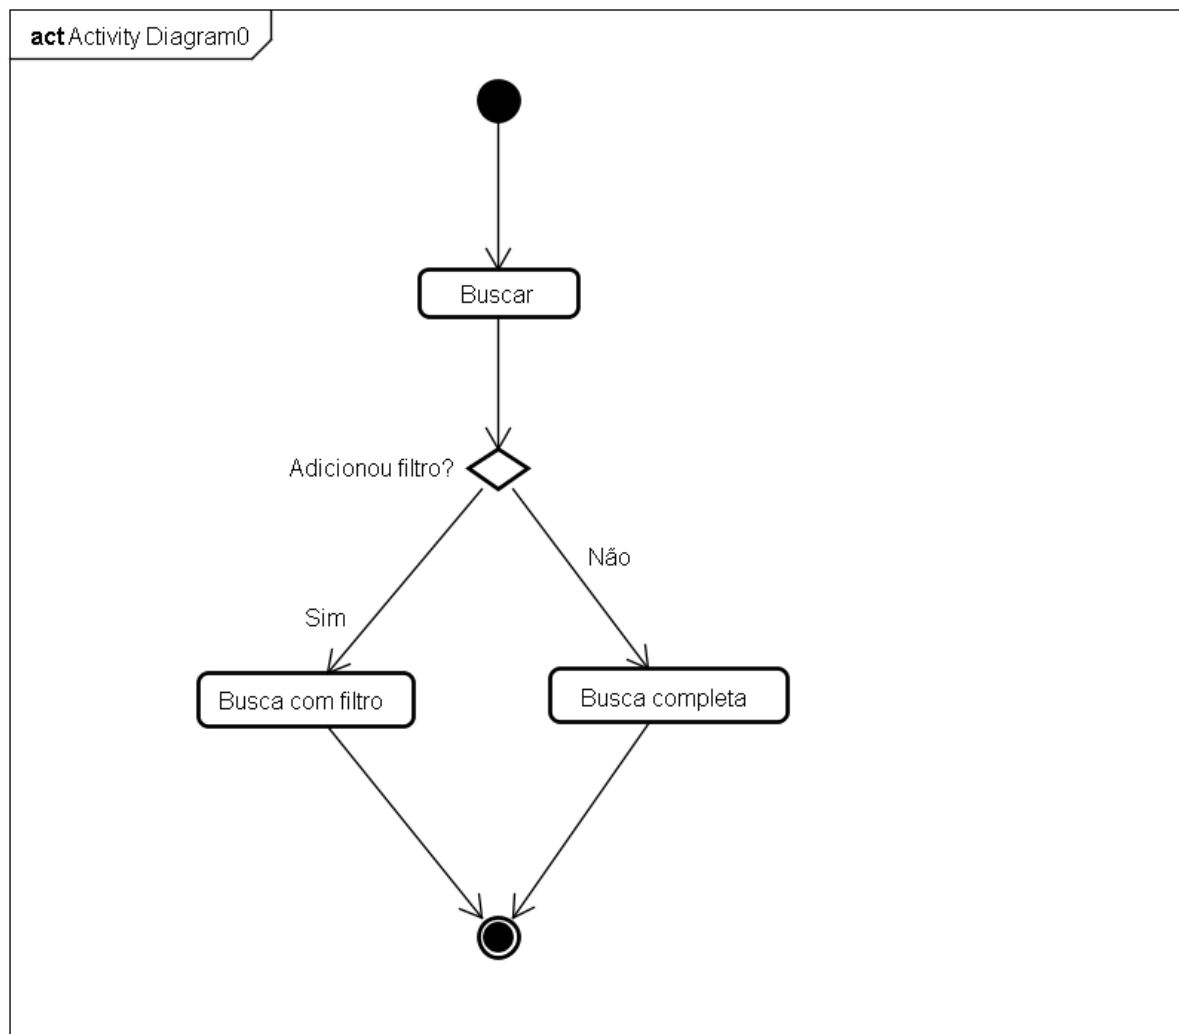 act Activity Diagram0
Buscar
Adicionou filtro?
Não
Sim
Busca com filtro
Busca completa